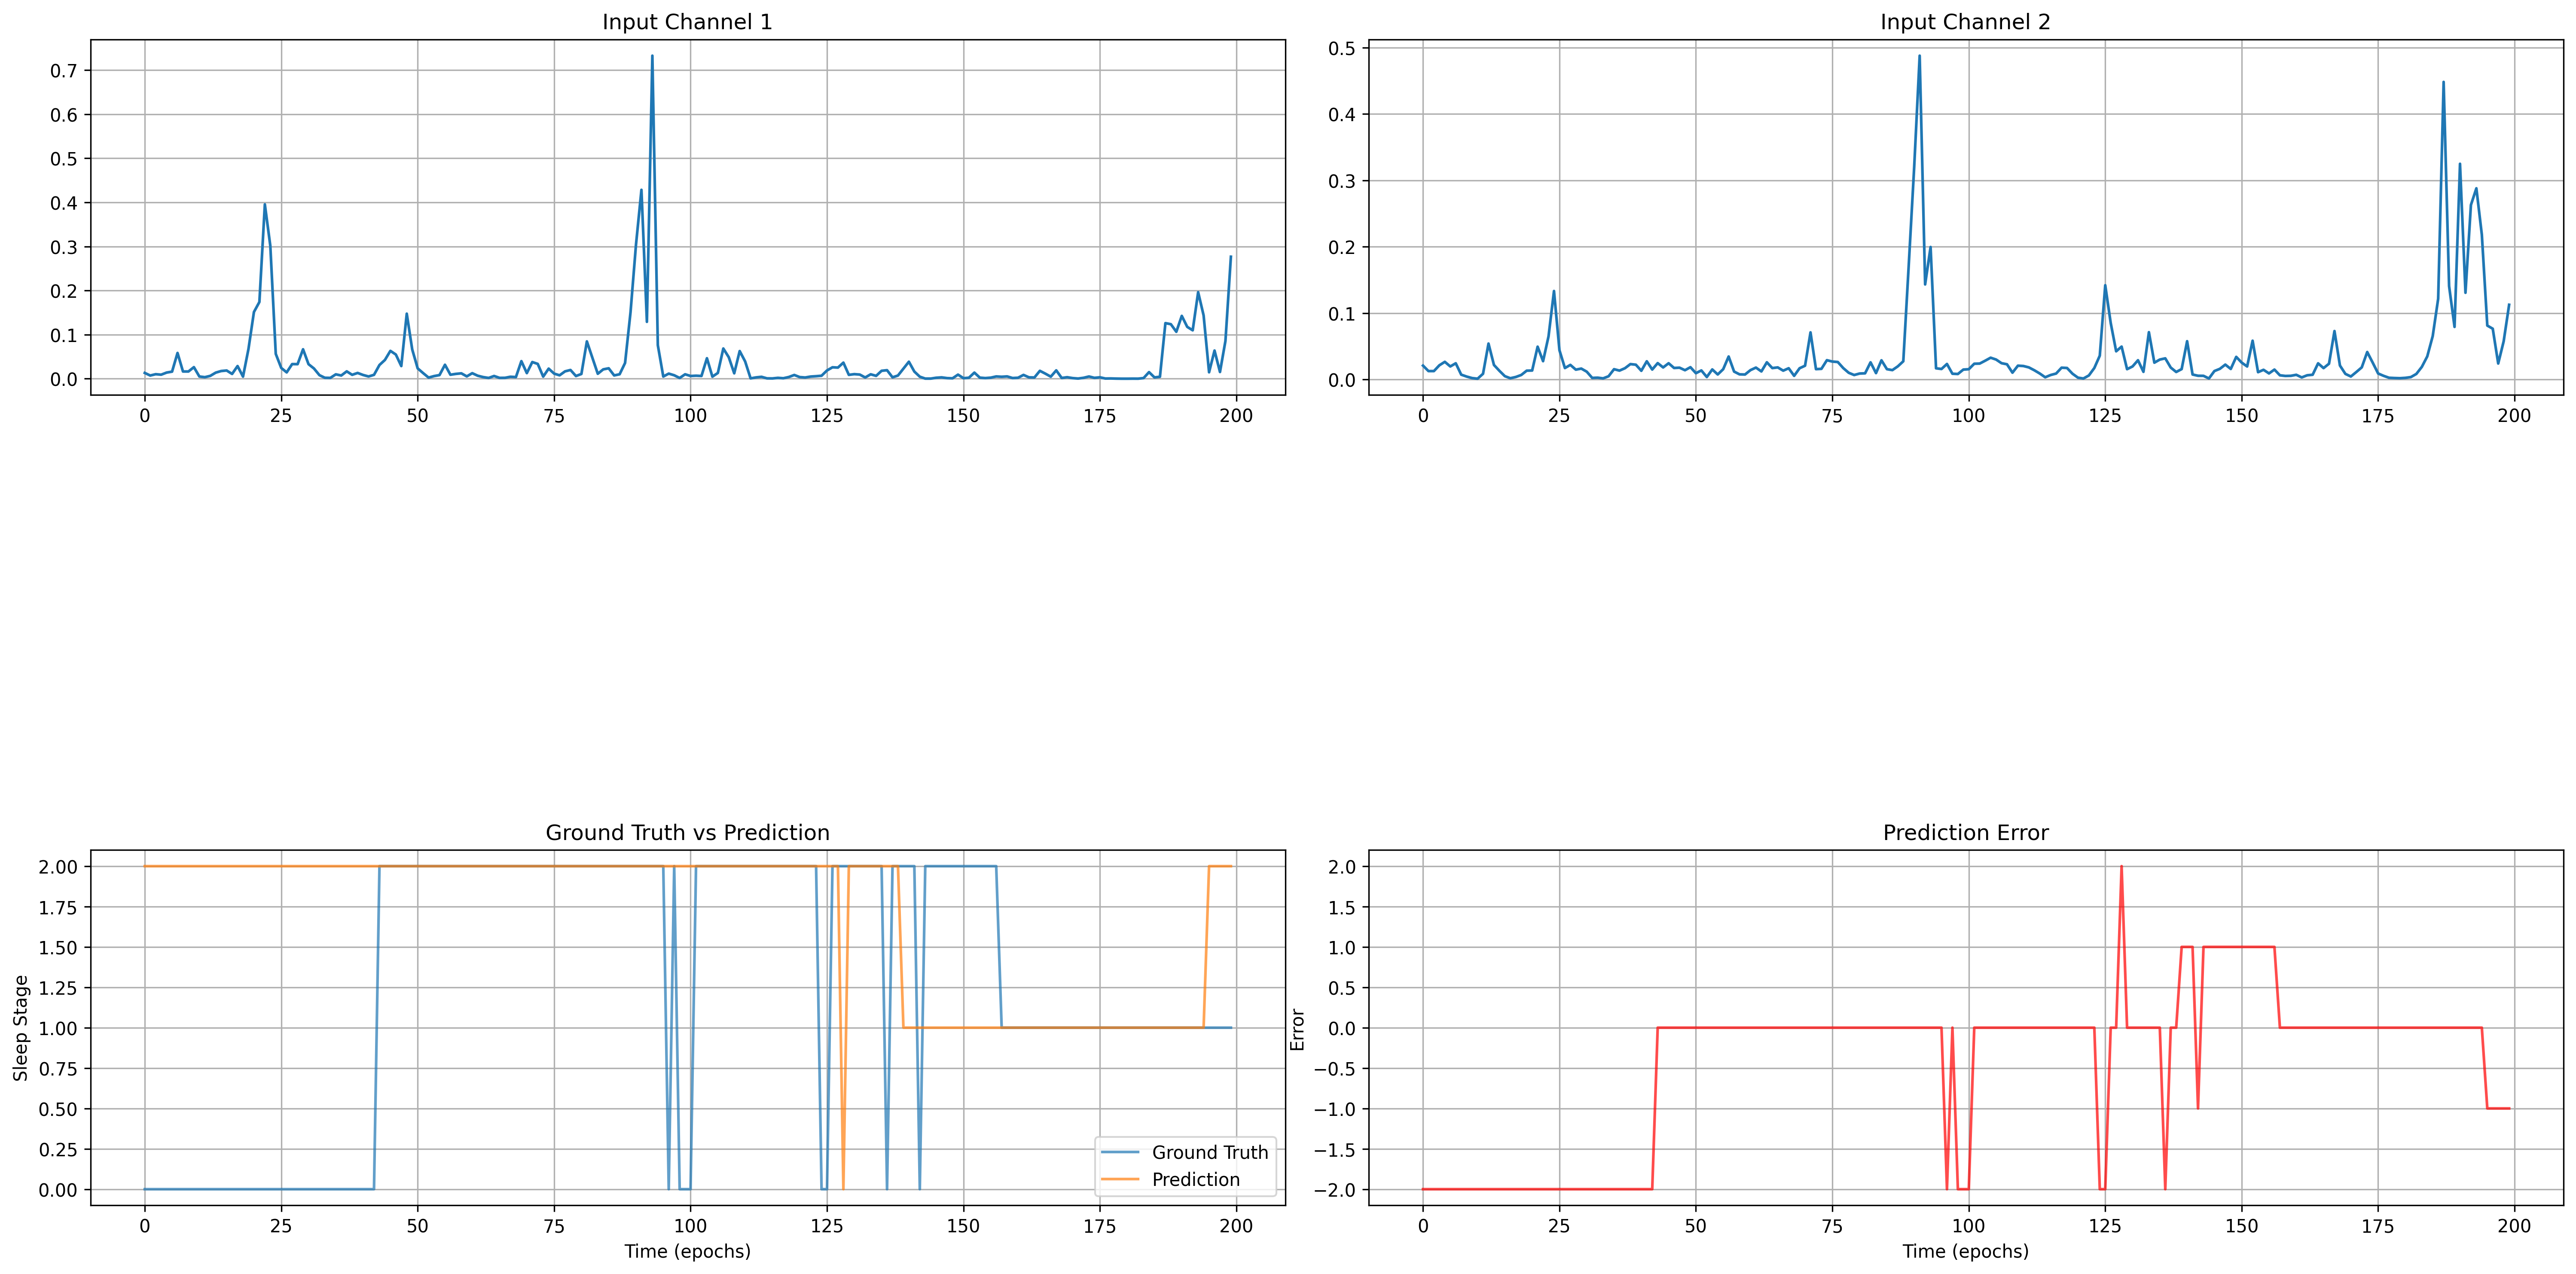 Input Channel 1
0.7
0.6
0.5
0.4
0.3
0.2
0.1
0.0
0 25 50 75 100 125 150 175 200
Input Channel 2
0.5
0.4
0.3
0.2
0.1
0.0
0 25 50 75 100 125 150 175 200
Ground Truth vs Prediction
Sleep Stage
2.00
1.75
1.50
1.25
1.00
0.75
0.50
0.25
0.00
Ground Truth
Prediction
0 25 50 75 100 125 150 175 200
Time (epochs)
Prediction Error
Error
2.0
1.5
1.0
0.5
0.0
−0.5
−1.0
−1.5
−2.0
0 25 50 75 100 125 150 175 200
Time (epochs)